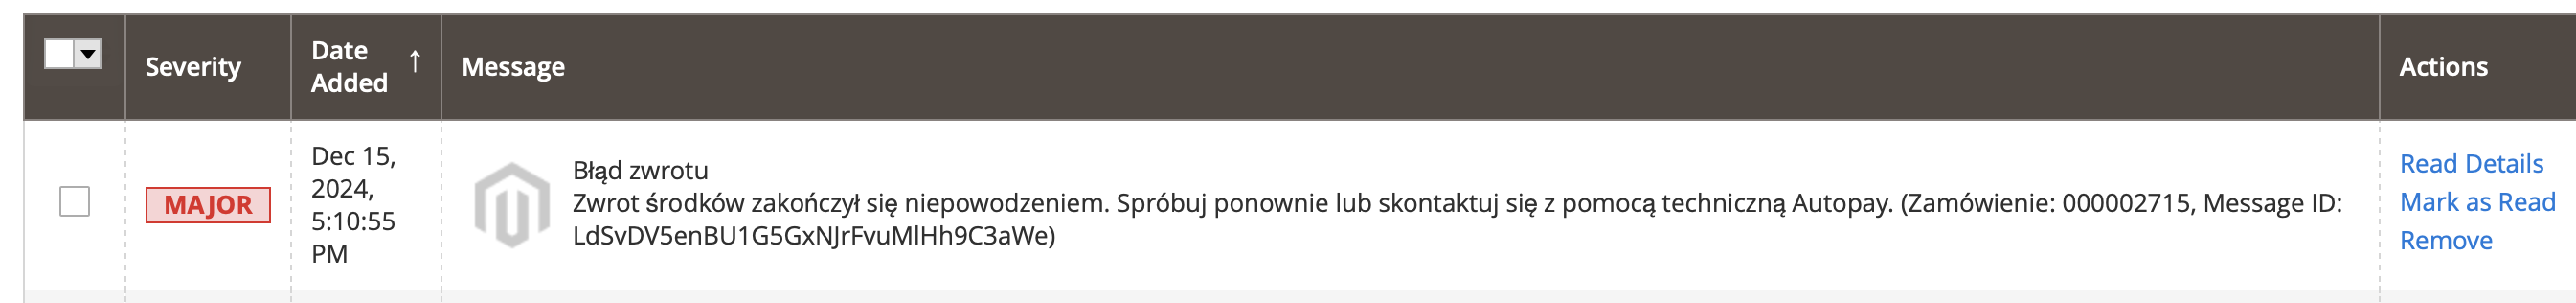 Severity
Date
Added ↑
Message
Actions
MAJOR
Dec 15,
2024,
5:10:55
PM
Błąd zwrotu
Zwrot środków zakończył się niepowodzeniem. Spróbuj ponownie lub skontaktuj się z pomocą techniczną Autopay. (Zamówienie: 000002715, Message ID:
LdSvDV5enBU1G5GxNJrFvuMlHh9C3aWe)
Read Details
Mark as Read
Remove